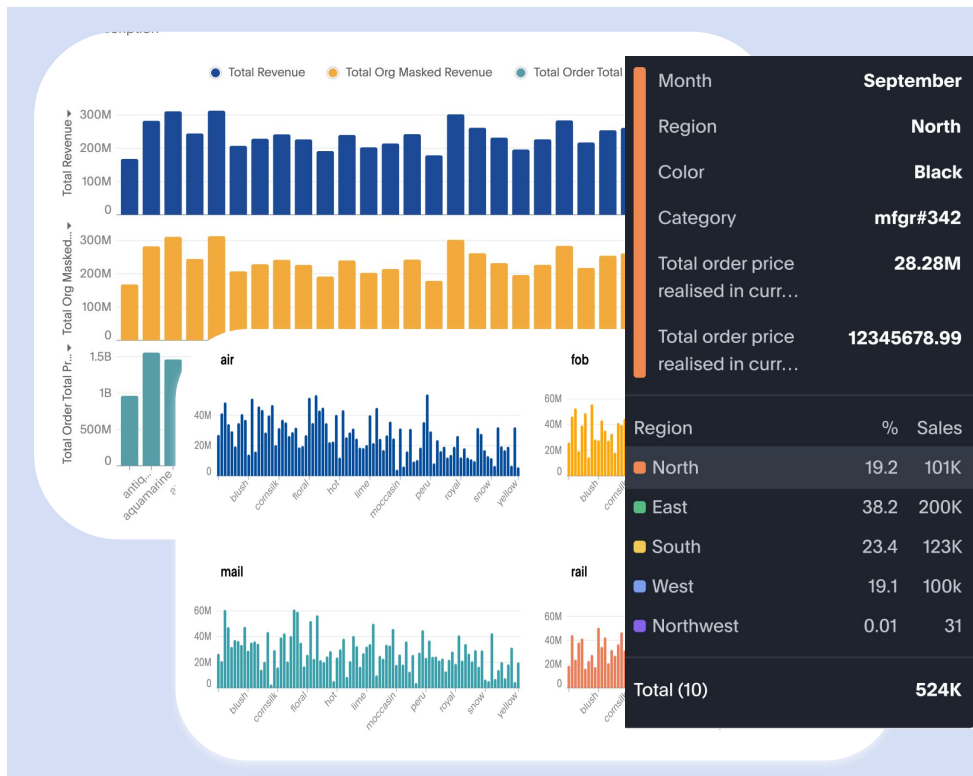 Total Revenue
Total Org Masked Revenue
Total Order Total
Total Revenue
300M
200M
100M
0
Total Org Masked...
300M
200M
100M
0
Total Order Total Pr...
1.5B
1B
500M
0
antiq...
aquamarine
a
air
40M
20M
0
blush
cornsilk
floral
hot
lime
moccasin
peru
royal
snow
yellow
fob
60M
40M
20M
0
blush
cornsilk
mail
60M
40M
20M
0
blush
cornsilk
floral
hot
lime
moccasin
peru
royal
snow
yellow
rail
60M
40M
20M
0
blush
Month September
Region North
Color Black
Category mfgr#342
Total order price 28.28M
realised in curr...
Total order price 12345678.99
realised in curr...
Region % Sales
North 19.2 101K
East 38.2 200K
South 23.4 123K
West 19.1 100k
Northwest 0.01 31
Total (10) 524K